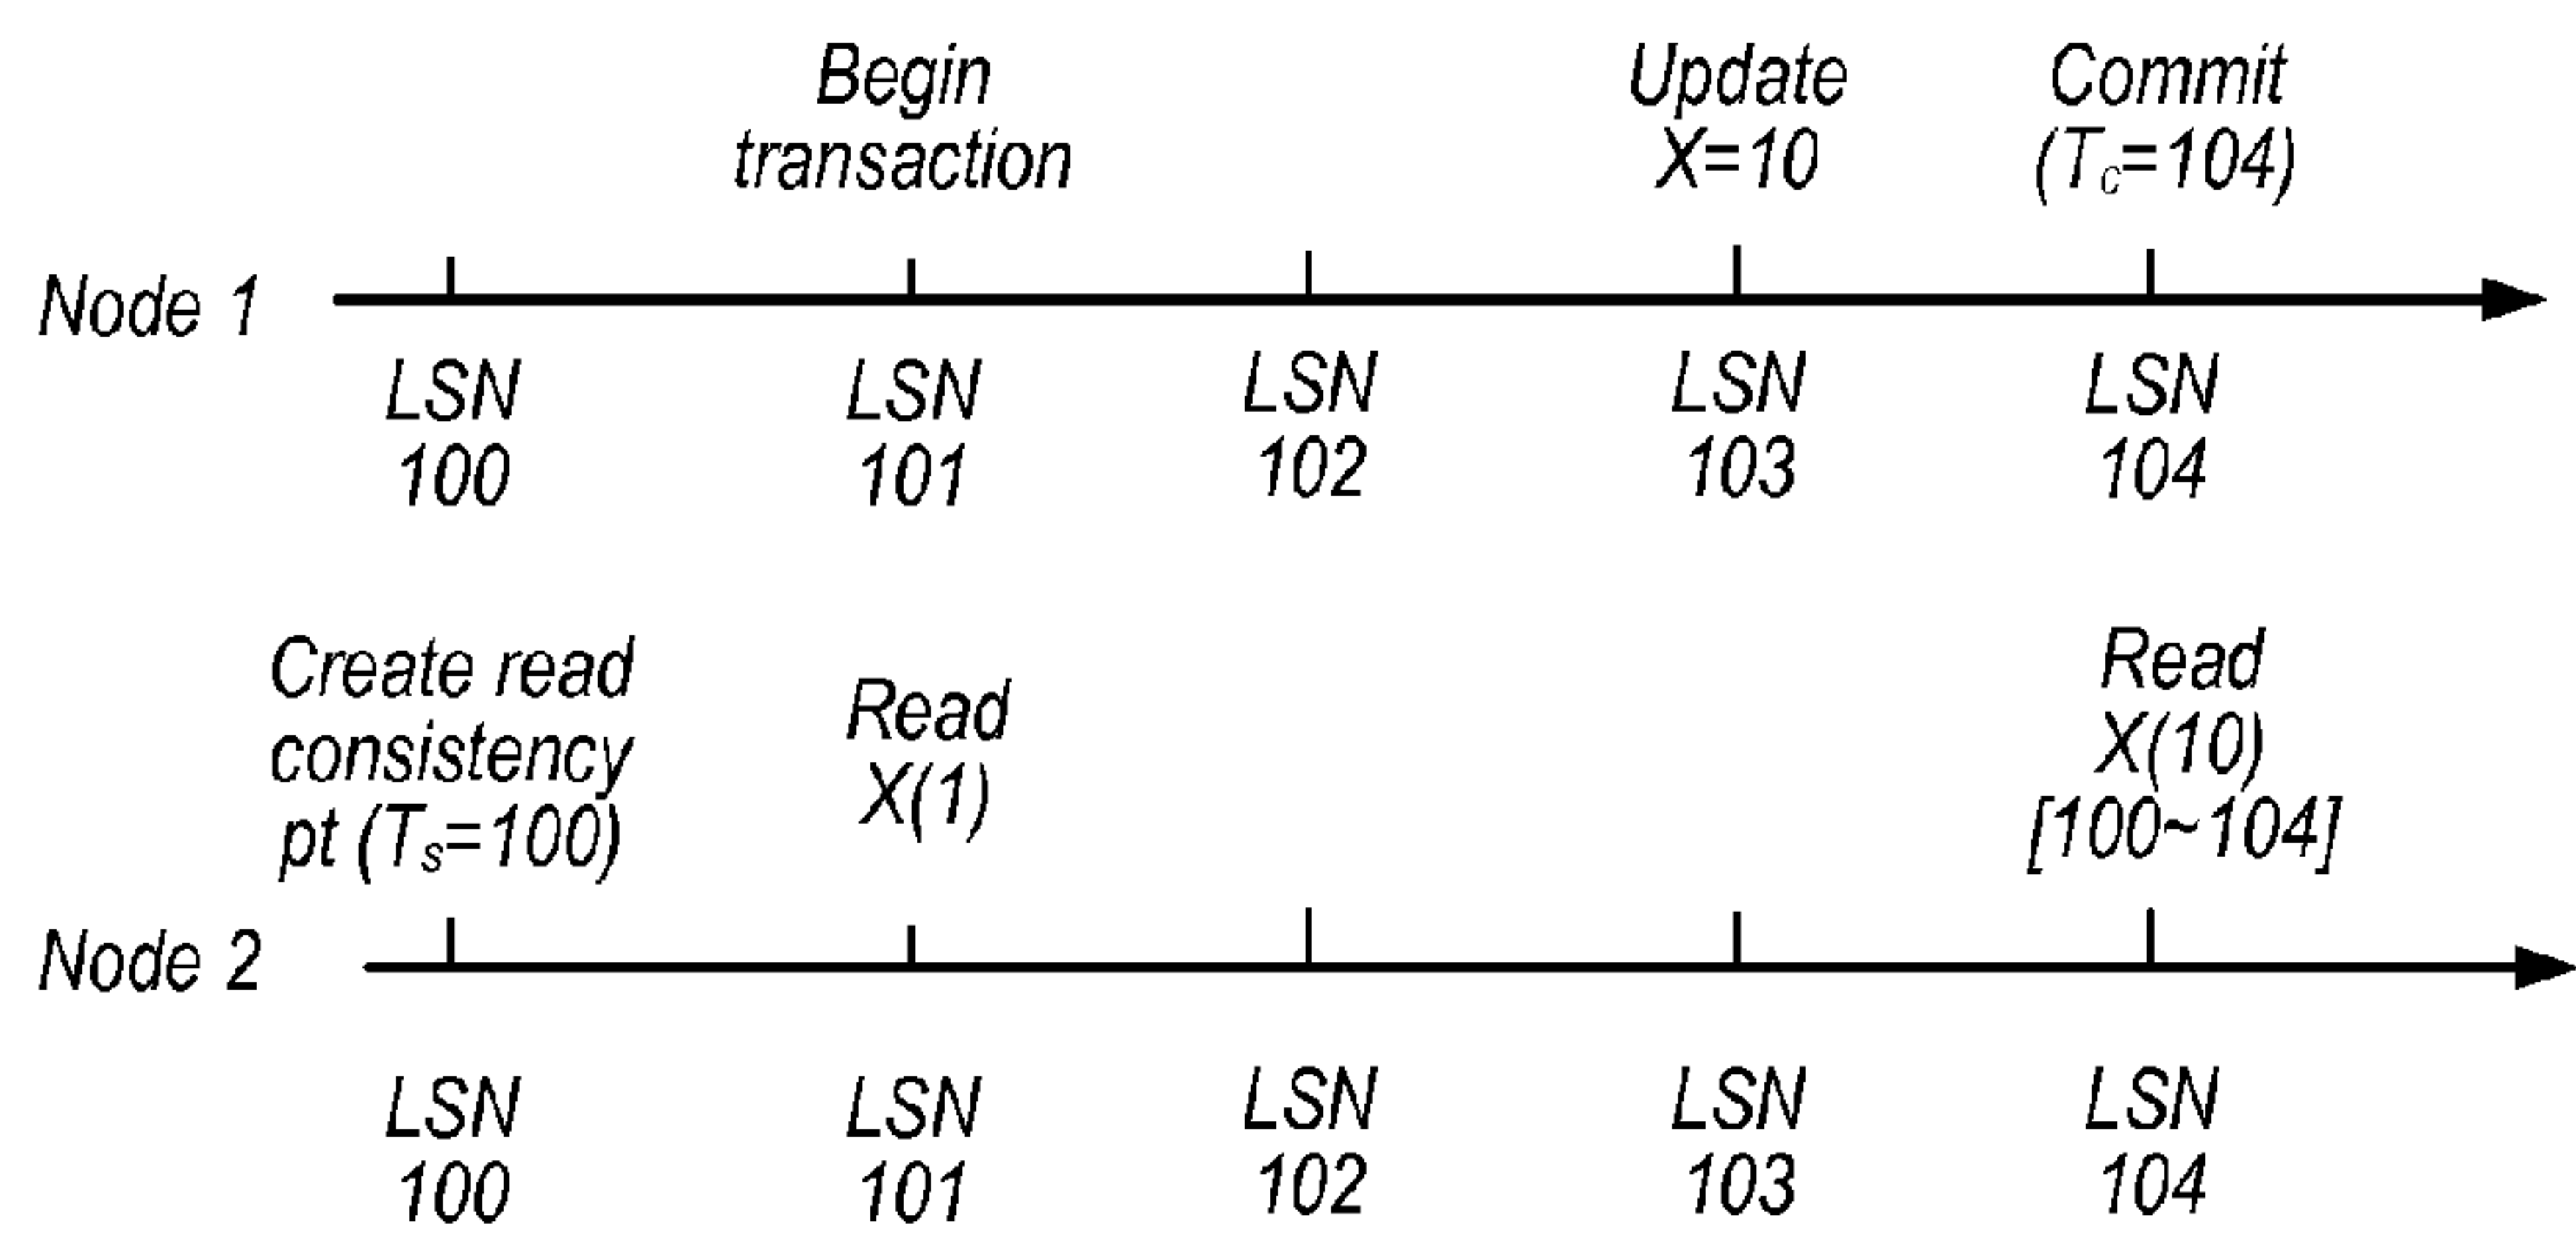 Begin
transaction
Update
X=10
Commit
(Tc=104)
Node 1
LSN
100
LSN
101
LSN
102
LSN
103
LSN
104
Create read
consistency
pt (Ts=100)
Read
X(1)
Read
X(10)
[100~104]
Node 2
LSN
100
LSN
101
LSN
102
LSN
103
LSN
104